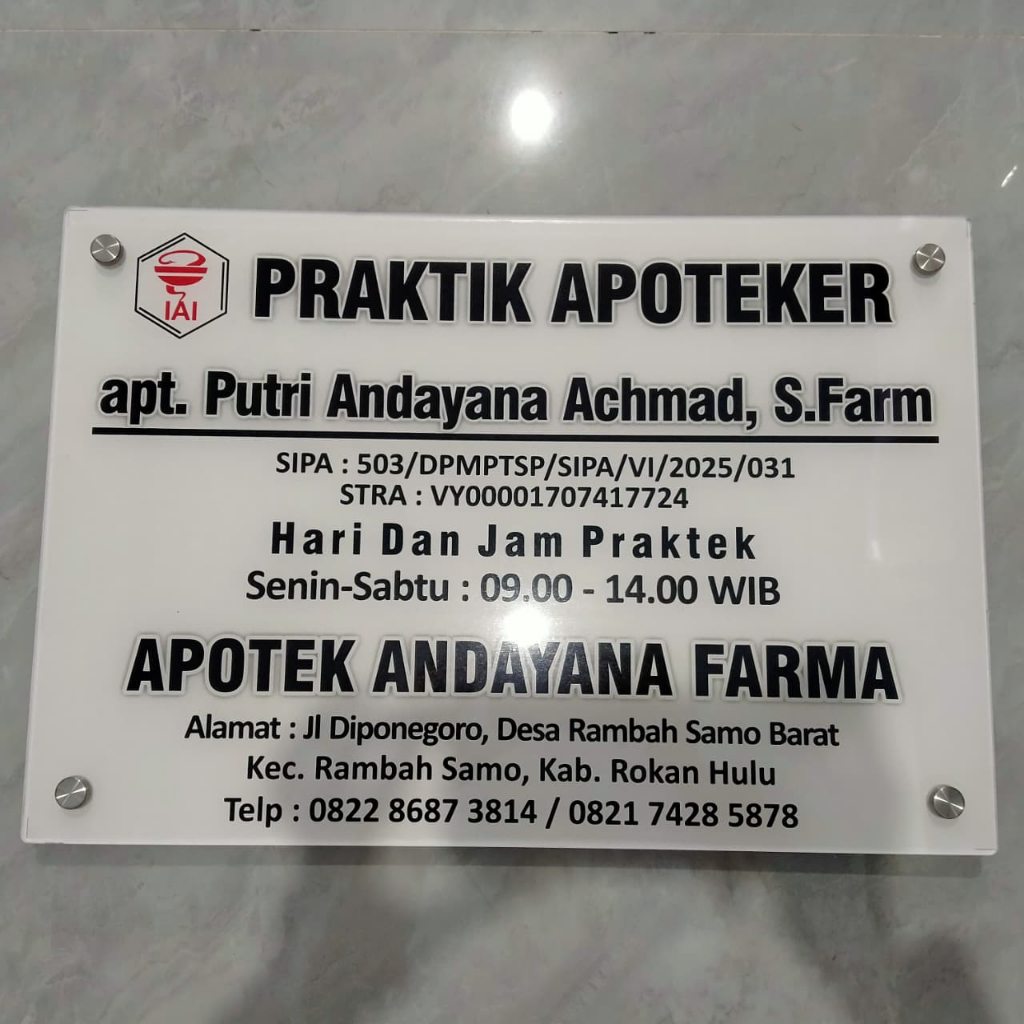 IAI
PRAKTIK APOTEKER
apt. Putri Andayana Achmad, S.Farm
SIPA : 503/DPMPTSP/SIPA/VI/2025/031
STRA : VY00001707417724
Hari Dan Jam Praktek
Senin-Sabtu : 09.00 - 14.00 WIB
APOTEK ANDAYANA FARMA
Alamat : Jl Diponegoro, Desa Rambah Samo Barat
Kec. Rambah Samo, Kab. Rokan Hulu
Telp : 0822 8687 3814 / 0821 7428 5878